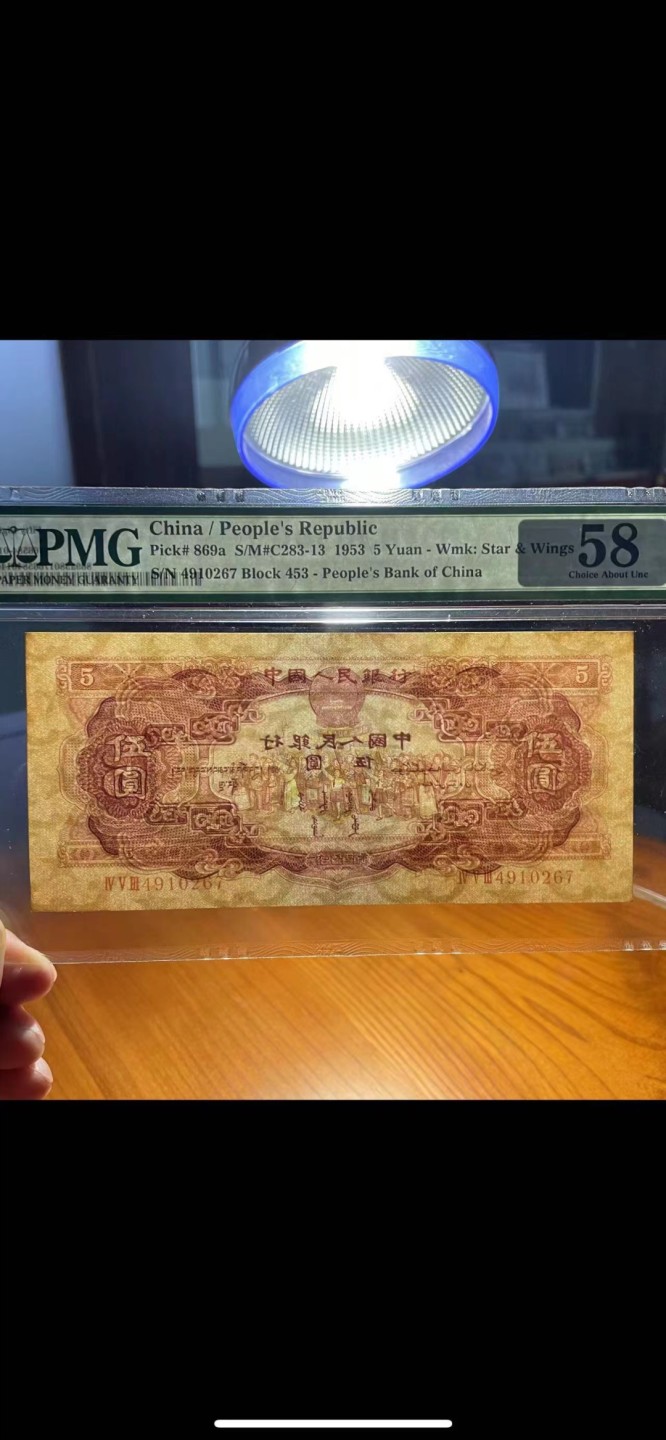 PMG
PAPER MONEY GUARANTY
China / People's Republic
Pick# 869a S/M#C283-13 1953 5 Yuan - Wmk: Star & Wings
S/N 4910267 Block 453 - People's Bank of China
58
Choice About Unc
中國人民銀行
5
5
中國人民銀行
伍圓
伍圓
伍圓
ⅣⅤⅢ4910267
ⅣⅤⅢ4910267